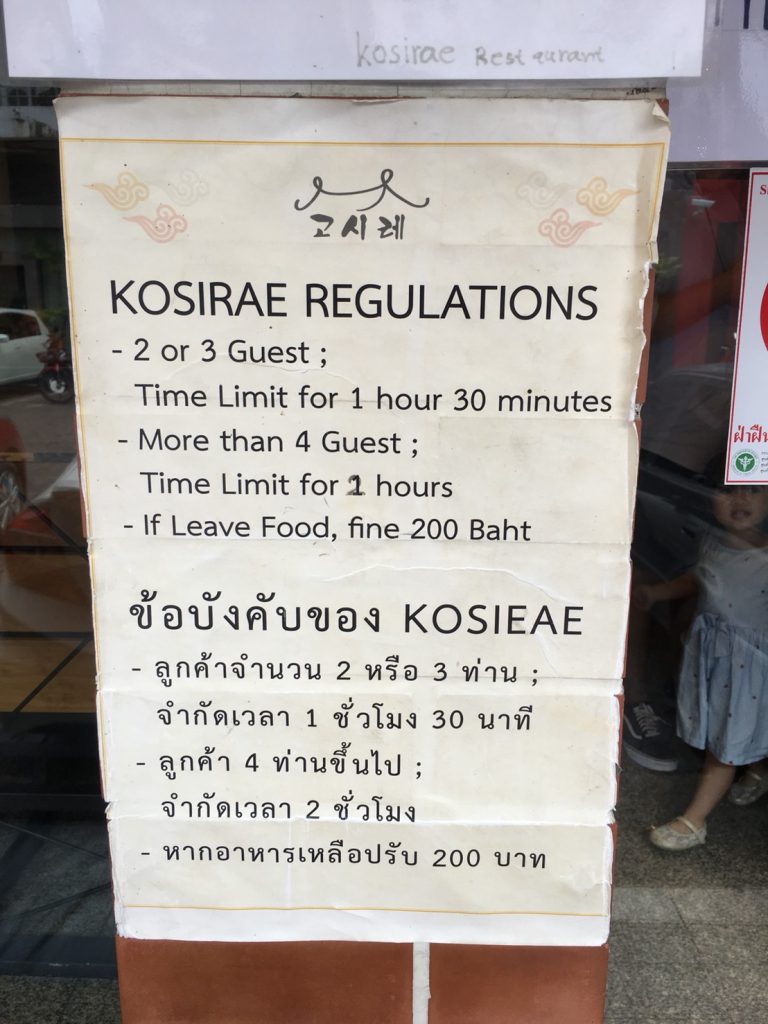 kosirae Restaurant
고시레
KOSIRAE REGULATIONS
- 2 or 3 Guest ;
Time Limit for 1 hour 30 minutes
- More than 4 Guest ;
Time Limit for 2 hours
- If Leave Food, fine 200 Baht
ข้อบังคับของ KOSIEAE
- ลูกค้าจำนวน 2 หรือ 3 ท่าน ;
จำกัดเวลา 1 ชั่วโมง 30 นาที
- ลูกค้า 4 ท่านขึ้นไป ;
จำกัดเวลา 2 ชั่วโมง
- หากอาหารเหลือปรับ 200 บาท